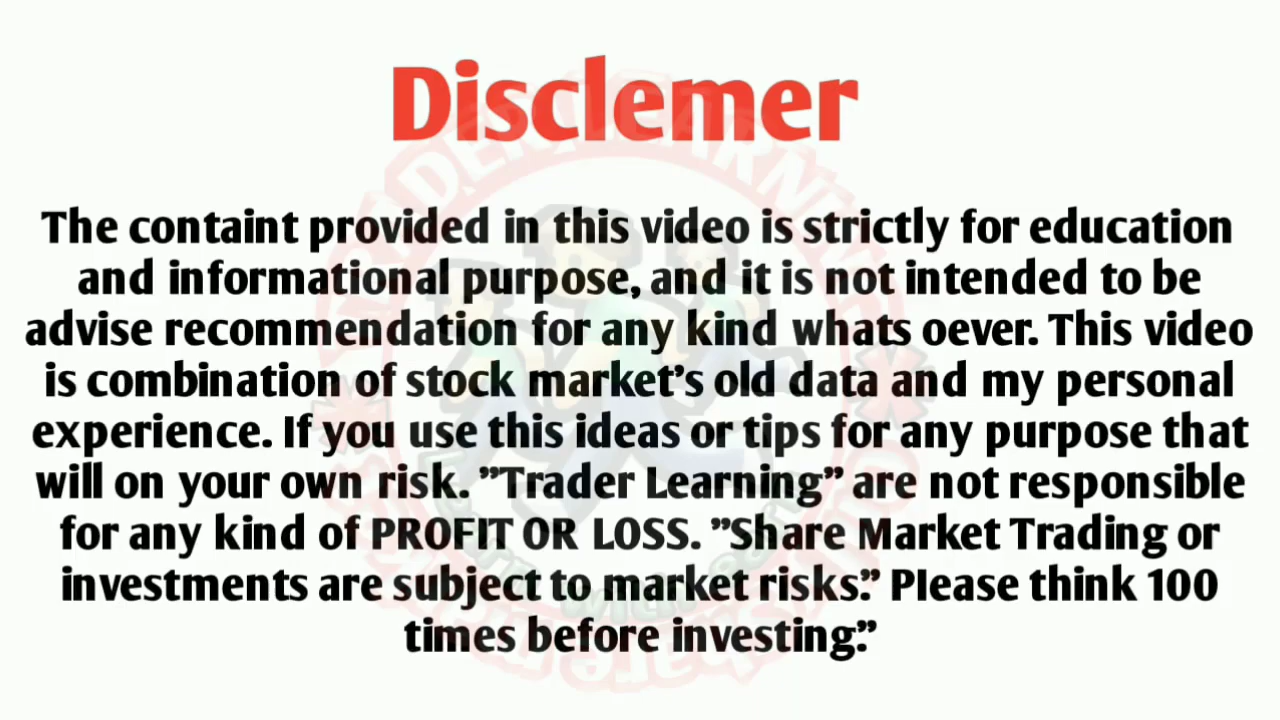 Disclemer
The containt provided in this video is strictly for education
and informational purpose, and it is not intended to be
advise recommendation for any kind whats oever. This video
is combination of stock market's old data and my personal
experience. If you use this ideas or tips for any purpose that
will on your own risk. ”Trader Learning” are not responsible
for any kind of PROFIT OR LOSS. ”Share Market Trading or
investments are subject to market risks.” Please think 100
times before investing.”